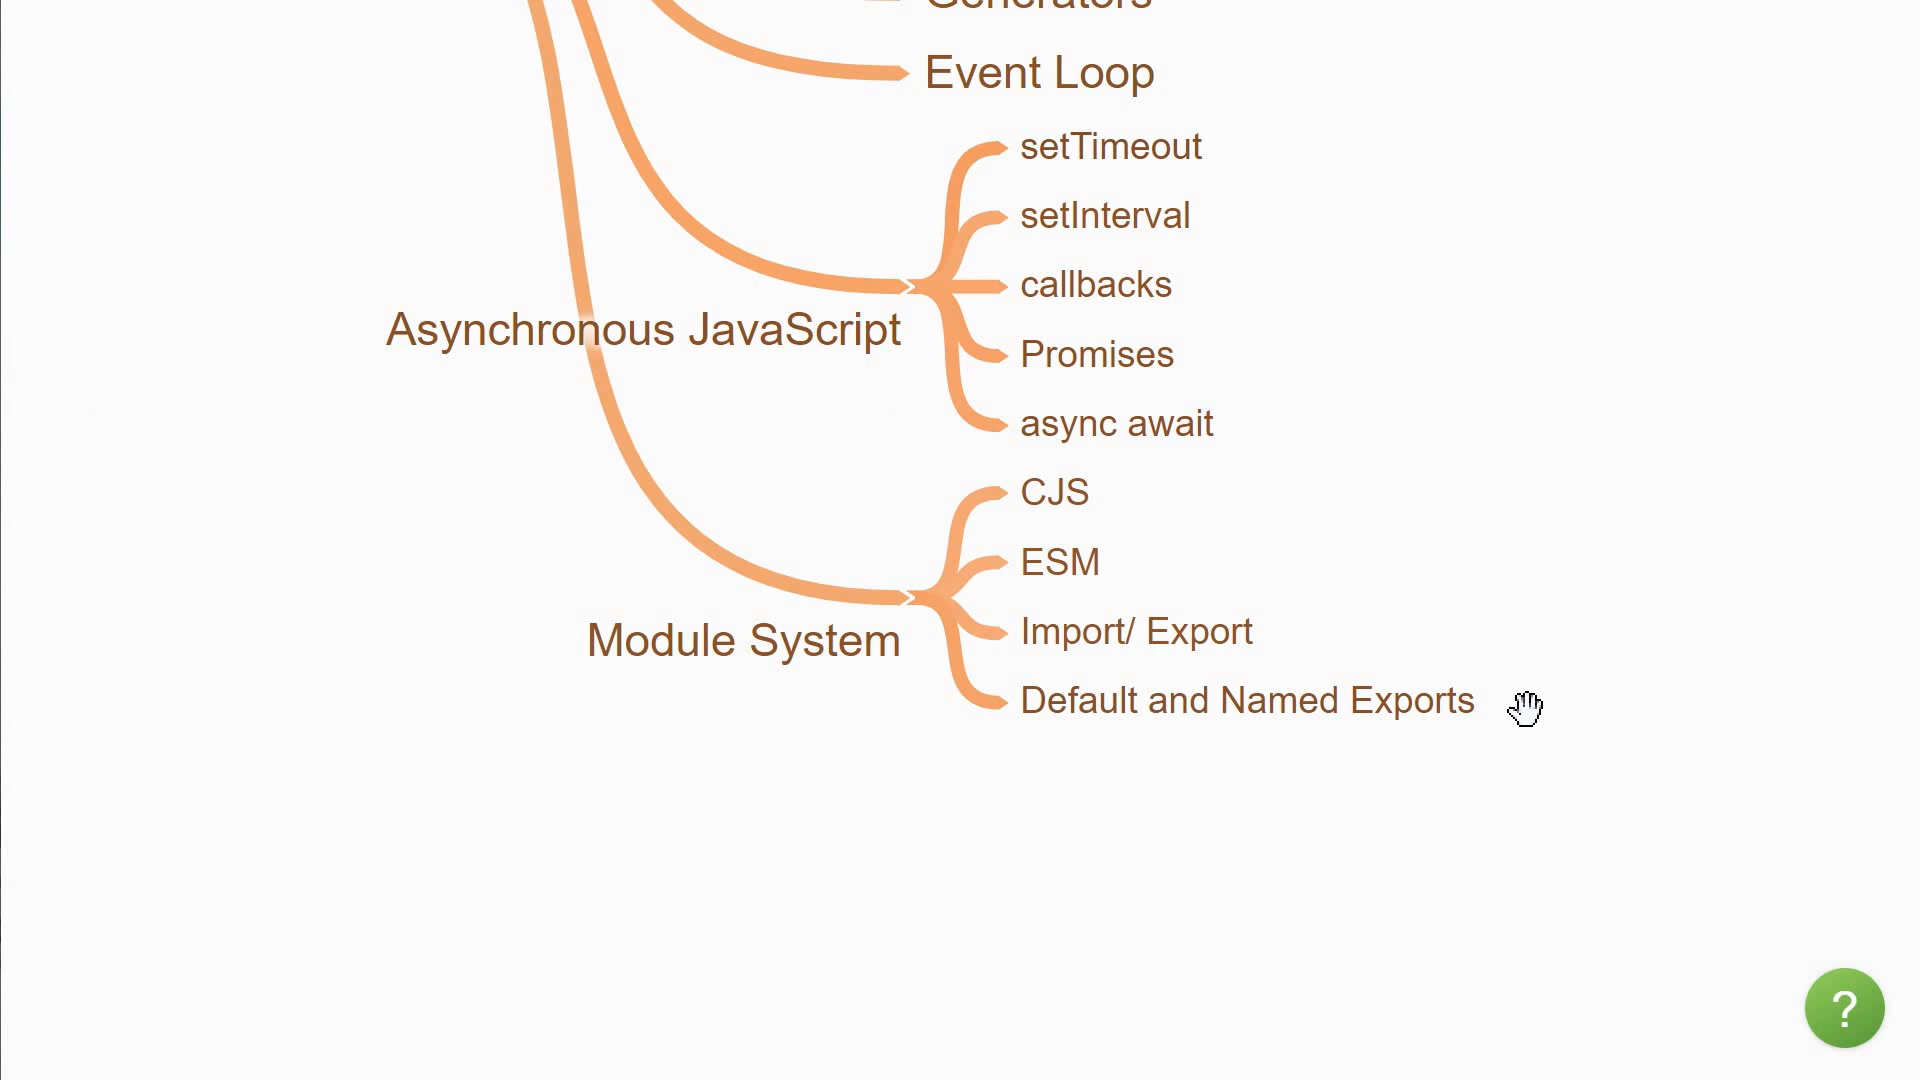 Generators
Event Loop
setTimeout
setInterval
callbacks
Asynchronous JavaScript
Promises
async await
CJS
ESM
Import/ Export
Module System
Default and Named Exports
?